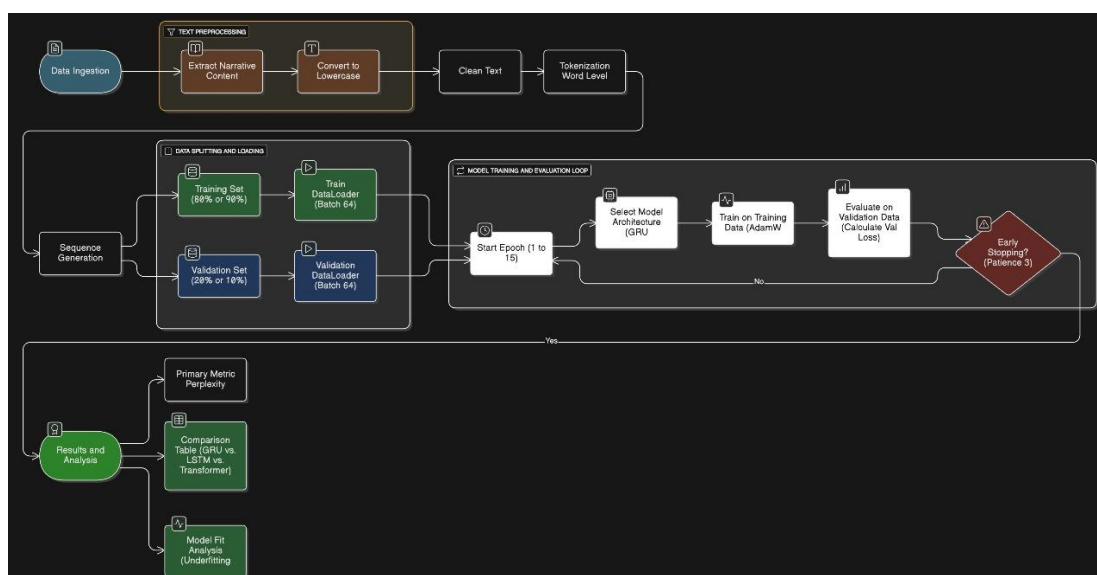 TEXT PREPROCESSING
Data Ingestion
Extract Narrative
Content
Convert to
Lowercase
Clean Text
Tokenization
Word Level
DATA SPLITTING AND LOADING
Training Set
(80% or 90%)
Train
DataLoader
(Batch 64)
Sequence
Generation
Validation Set
(20% or 10%)
Validation
DataLoader
(Batch 64)
MODEL TRAINING AND EVALUATION LOOP
Start Epoch (1 to
15)
Select Model
Architecture
(GRU
Train on Training
Data (AdamW
Evaluate on
Validation Data
(Calculate Val
Loss)
Early
Stopping?
(Patience 3)
No
Yes
Results and
Analysis
Primary Metric
Perplexity
Comparison
Table (GRU vs.
LSTM vs.
Transformer)
Model Fit
Analysis
(Underfitting